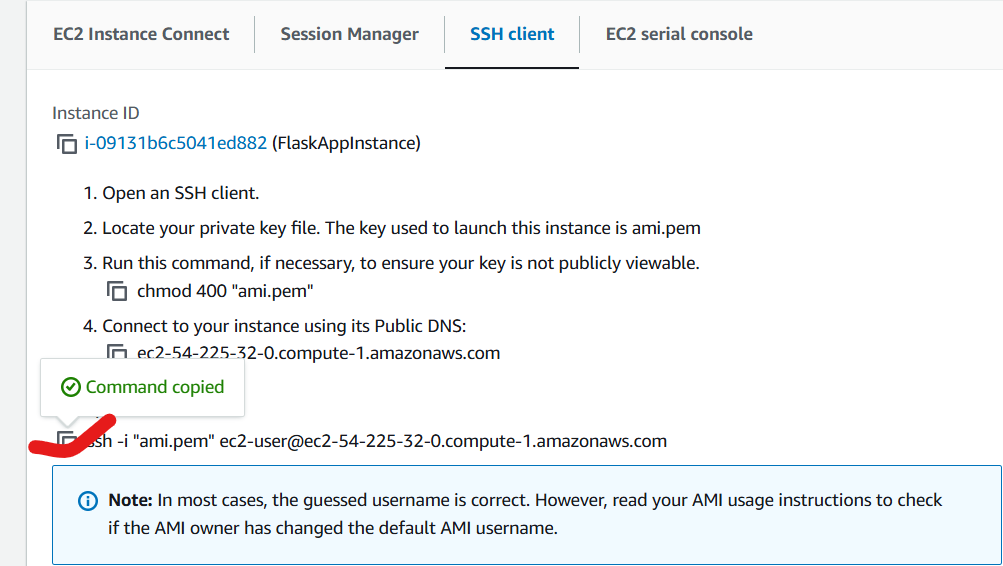 EC2 Instance Connect
Session Manager
SSH client
EC2 serial console
Instance ID
i-09131b6c5041ed882 (FlaskAppInstance)
1. Open an SSH client.
2. Locate your private key file. The key used to launch this instance is ami.pem
3. Run this command, if necessary, to ensure your key is not publicly viewable.
chmod 400 "ami.pem"
4. Connect to your instance using its Public DNS:
ec2-54-225-32-0.compute-1.amazonaws.com
Command copied
ssh -i "ami.pem" ec2-user@ec2-54-225-32-0.compute-1.amazonaws.com
Note: In most cases, the guessed username is correct. However, read your AMI usage instructions to check
if the AMI owner has changed the default AMI username.